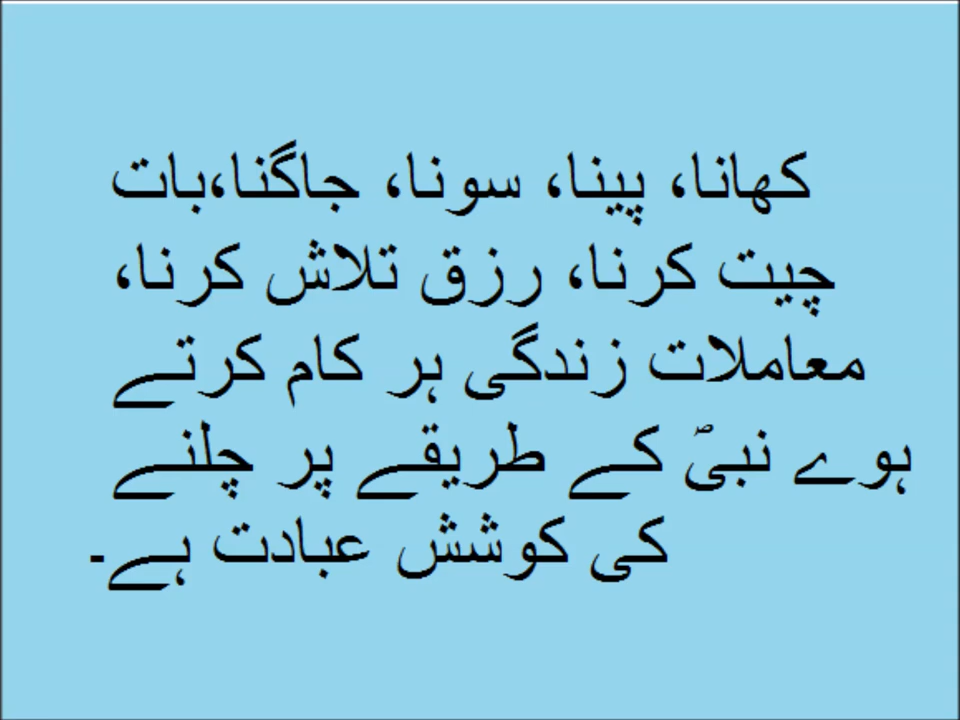 کھانا، پینا، سونا، جاگنا،بات
چیت کرنا، رزق تلاش کرنا،
معاملات زندگی ہر کام کرتے
ہوے نبیؐ کے طریقے پر چلنے
کی کوشش عبادت ہے۔